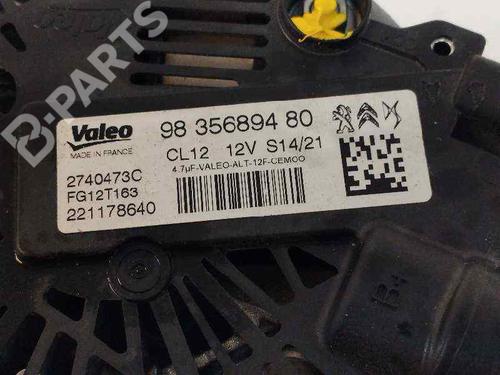 Valeo
B-PARTS
Valeo
MADE IN FRANCE
98 356894 80
CL12 12V S14/21
4.7µF-VALEO-ALT-12F-CEMOO
2740473C
FG12T163
221178640
B+